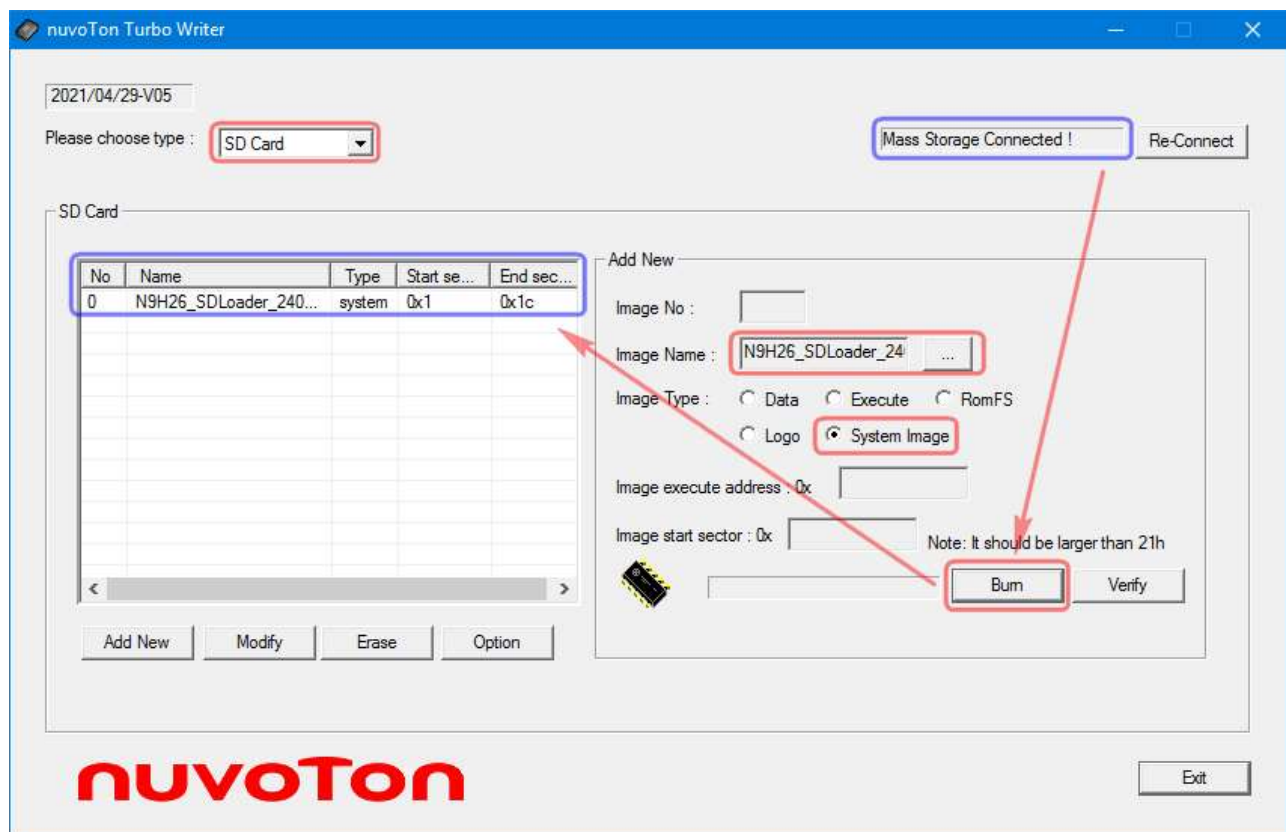 nuvoTon Turbo Writer
2021/04/29-V05
Please choose type :
SD Card
Mass Storage Connected !
Re-Connect
SD Card
No Name Type Start se... End sec...
0 N9H26_SDLoader_240... system 0x1 0x1c
Add New Modify Erase Option
Add New
Image No :
Image Name : N9H26_SDLoader_24 ...
Image Type : Data Execute RomFS
Logo System Image
Image execute address : 0x
Image start sector : 0x
Note: It should be larger than 21h
Burn Verify
nuvoTon
Exit